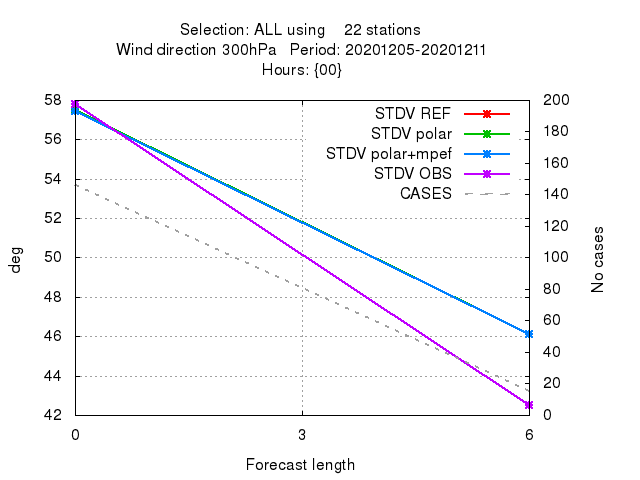 Selection: ALL using 22 stations
Wind direction 300hPa Period: 20201205-20201211
Hours: {00}
STDV REF
STDV polar
STDV polar+mpef
STDV OBS
CASES
58
56
54
52
50
48
46
44
42
200
180
160
140
120
100
80
60
40
20
0
deg
No cases
0 3 6
Forecast length